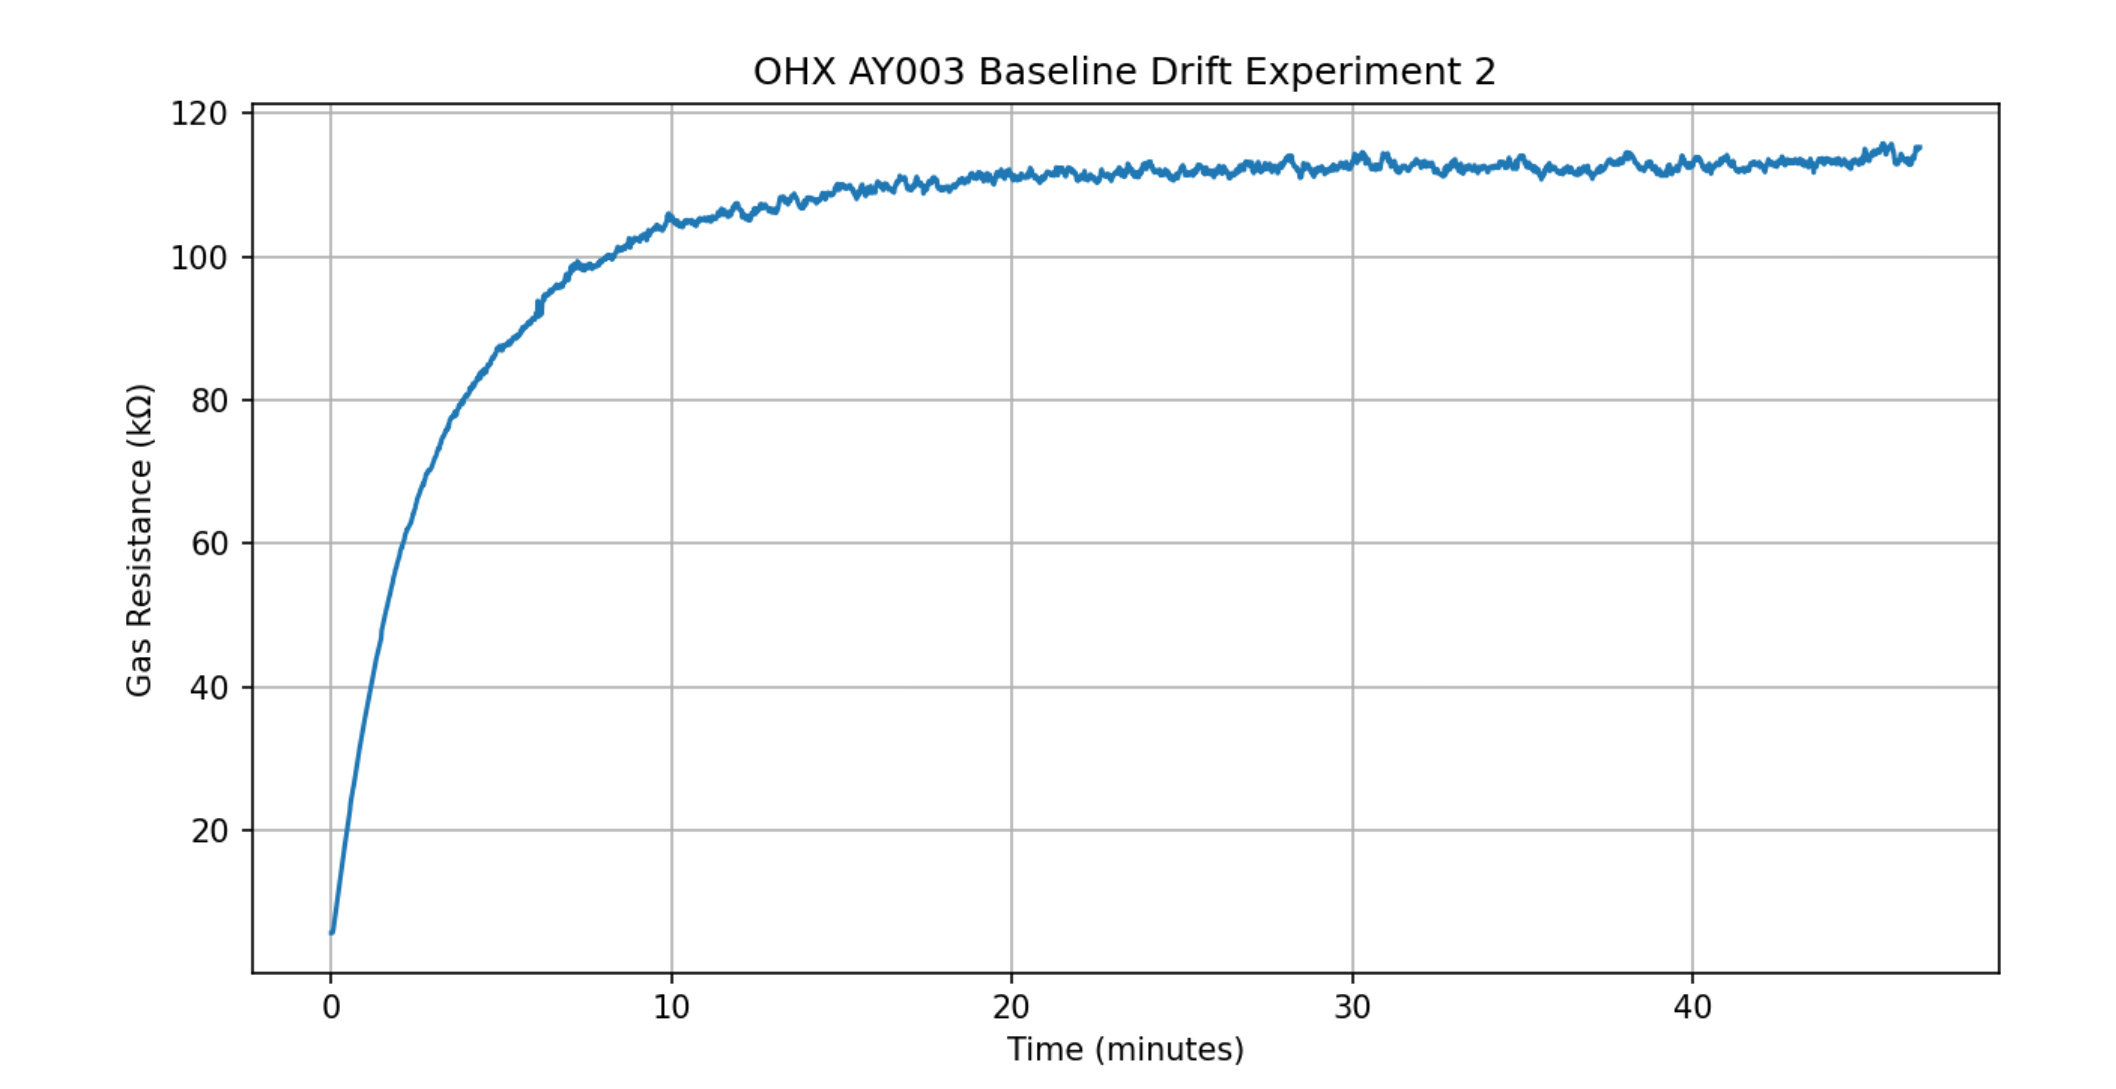 OHX AY003 Baseline Drift Experiment 2
120
100
80
60
40
20
Gas Resistance (kΩ)
0 10 20 30 40
Time (minutes)